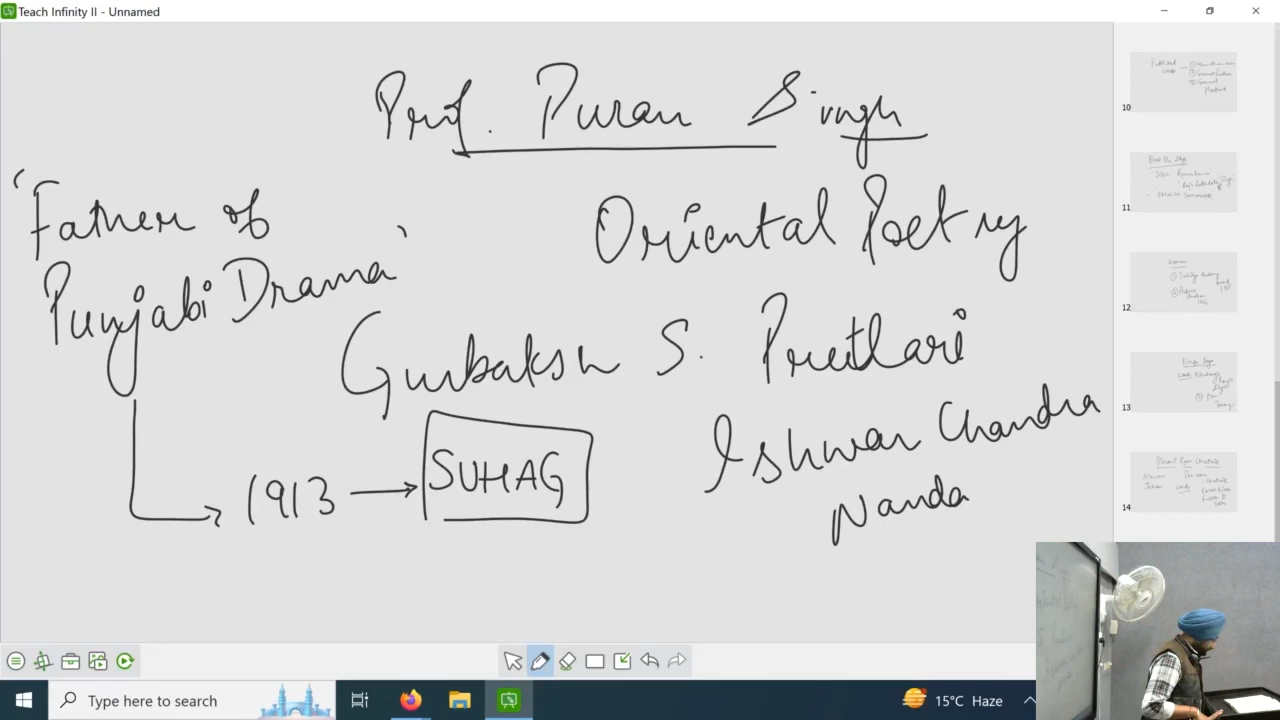 Teach Infinity II - Unnamed
Prof. Puran Singh
'Father of
Punjabi Drama'
Oriental Poetry
Gurbaksh S. Preetlari
Ishwar Chandra
Nanda
1913 → SUHAG
10
11
12
13
14
Type here to search
15°C Haze